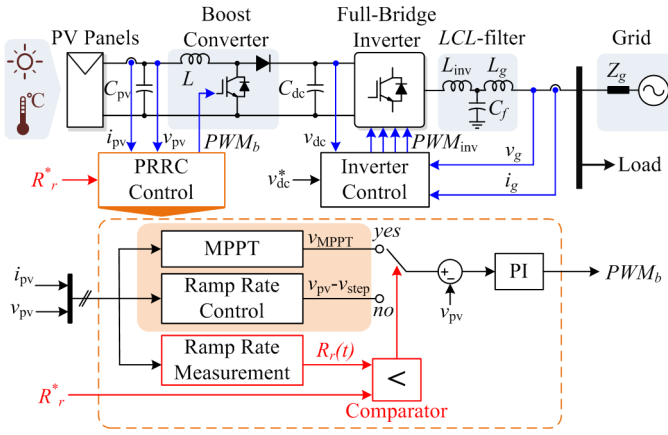 PV Panels
Boost
Converter
Full-Bridge
Inverter
LCL-filter
Grid
°C
C_pv
L
C_dc
L_inv
L_g
C_f
Z_g
i_pv
v_pv
PWM_b
v_dc
PWM_inv
v_g
i_g
Load
R*_r
PRRC
Control
v*_dc
Inverter
Control
MPPT
v_MPPT
yes
i_pv
v_pv
Ramp Rate
Control
v_pv-v_step
no
+
−
v_pv
PI
PWM_b
Ramp Rate
Measurement
R_r(t)
<
R*_r
Comparator